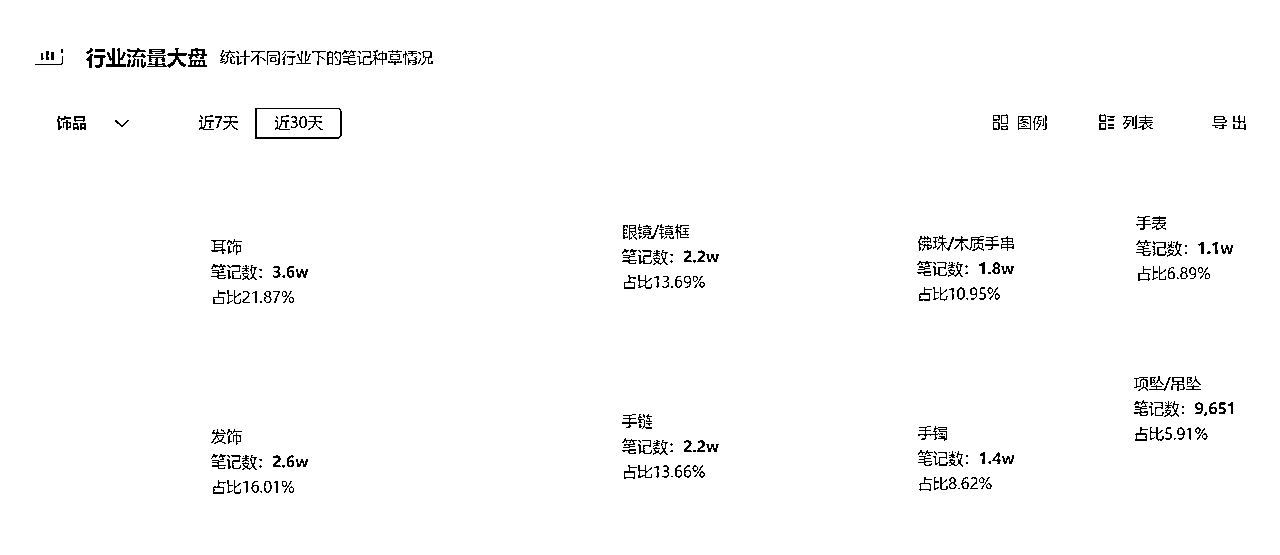 行业流量大盘 统计不同行业下的笔记种草情况
饰品 近7天 近30天 图例 列表 导出
耳饰
笔记数：3.6w
占比21.87%
发饰
笔记数：2.6w
占比16.01%
眼镜/镜框
笔记数：2.2w
占比13.69%
手链
笔记数：2.2w
占比13.66%
佛珠/木质手串
笔记数：1.8w
占比10.95%
手镯
笔记数：1.4w
占比8.62%
手表
笔记数：1.1w
占比6.89%
项坠/吊坠
笔记数：9,651
占比5.91%